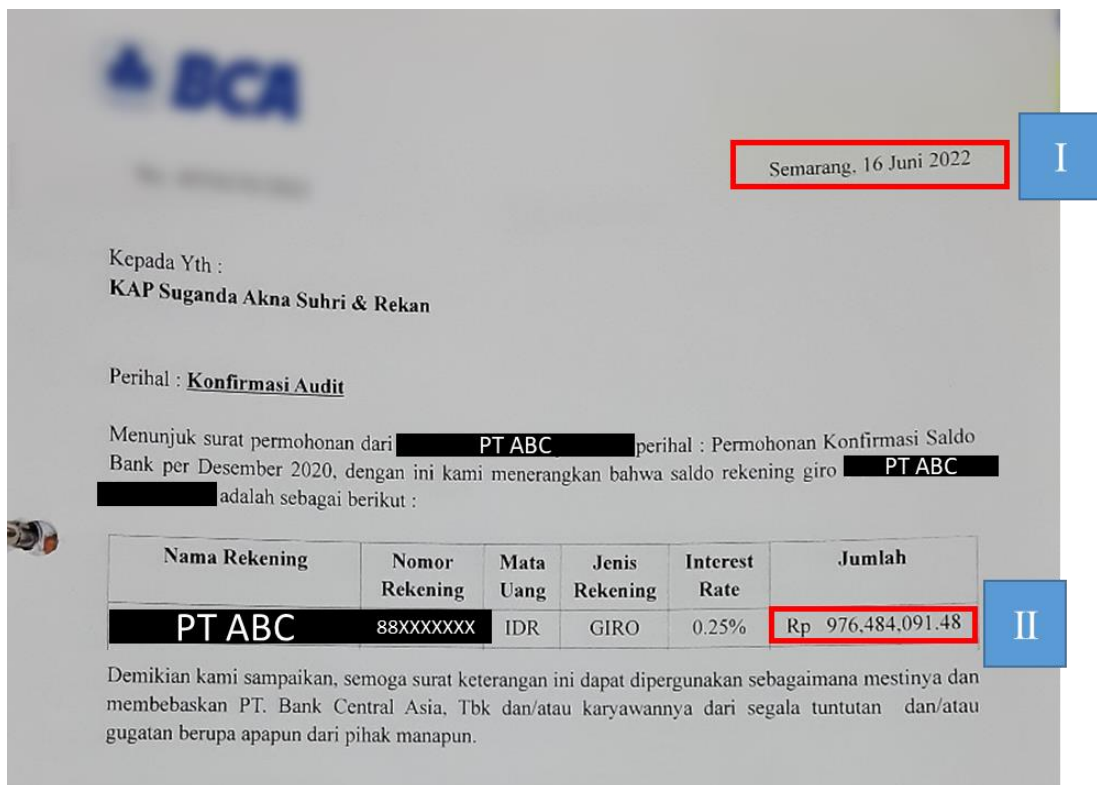 BCA
Semarang, 16 Juni 2022
I
Kepada Yth :
KAP Suganda Akna Suhri & Rekan
Perihal : Konfirmasi Audit
Menunjuk surat permohonan dari PT ABC perihal : Permohonan Konfirmasi Saldo
Bank per Desember 2020, dengan ini kami menerangkan bahwa saldo rekening giro PT ABC
adalah sebagai berikut :
Nama Rekening Nomor Rekening Mata Uang Jenis Rekening Interest Rate Jumlah
PT ABC 88XXXXXXX IDR GIRO 0.25% Rp 976,484,091.48
II
Demikian kami sampaikan, semoga surat keterangan ini dapat dipergunakan sebagaimana mestinya dan
membebaskan PT. Bank Central Asia, Tbk dan/atau karyawannya dari segala tuntutan dan/atau
gugatan berupa apapun dari pihak manapun.